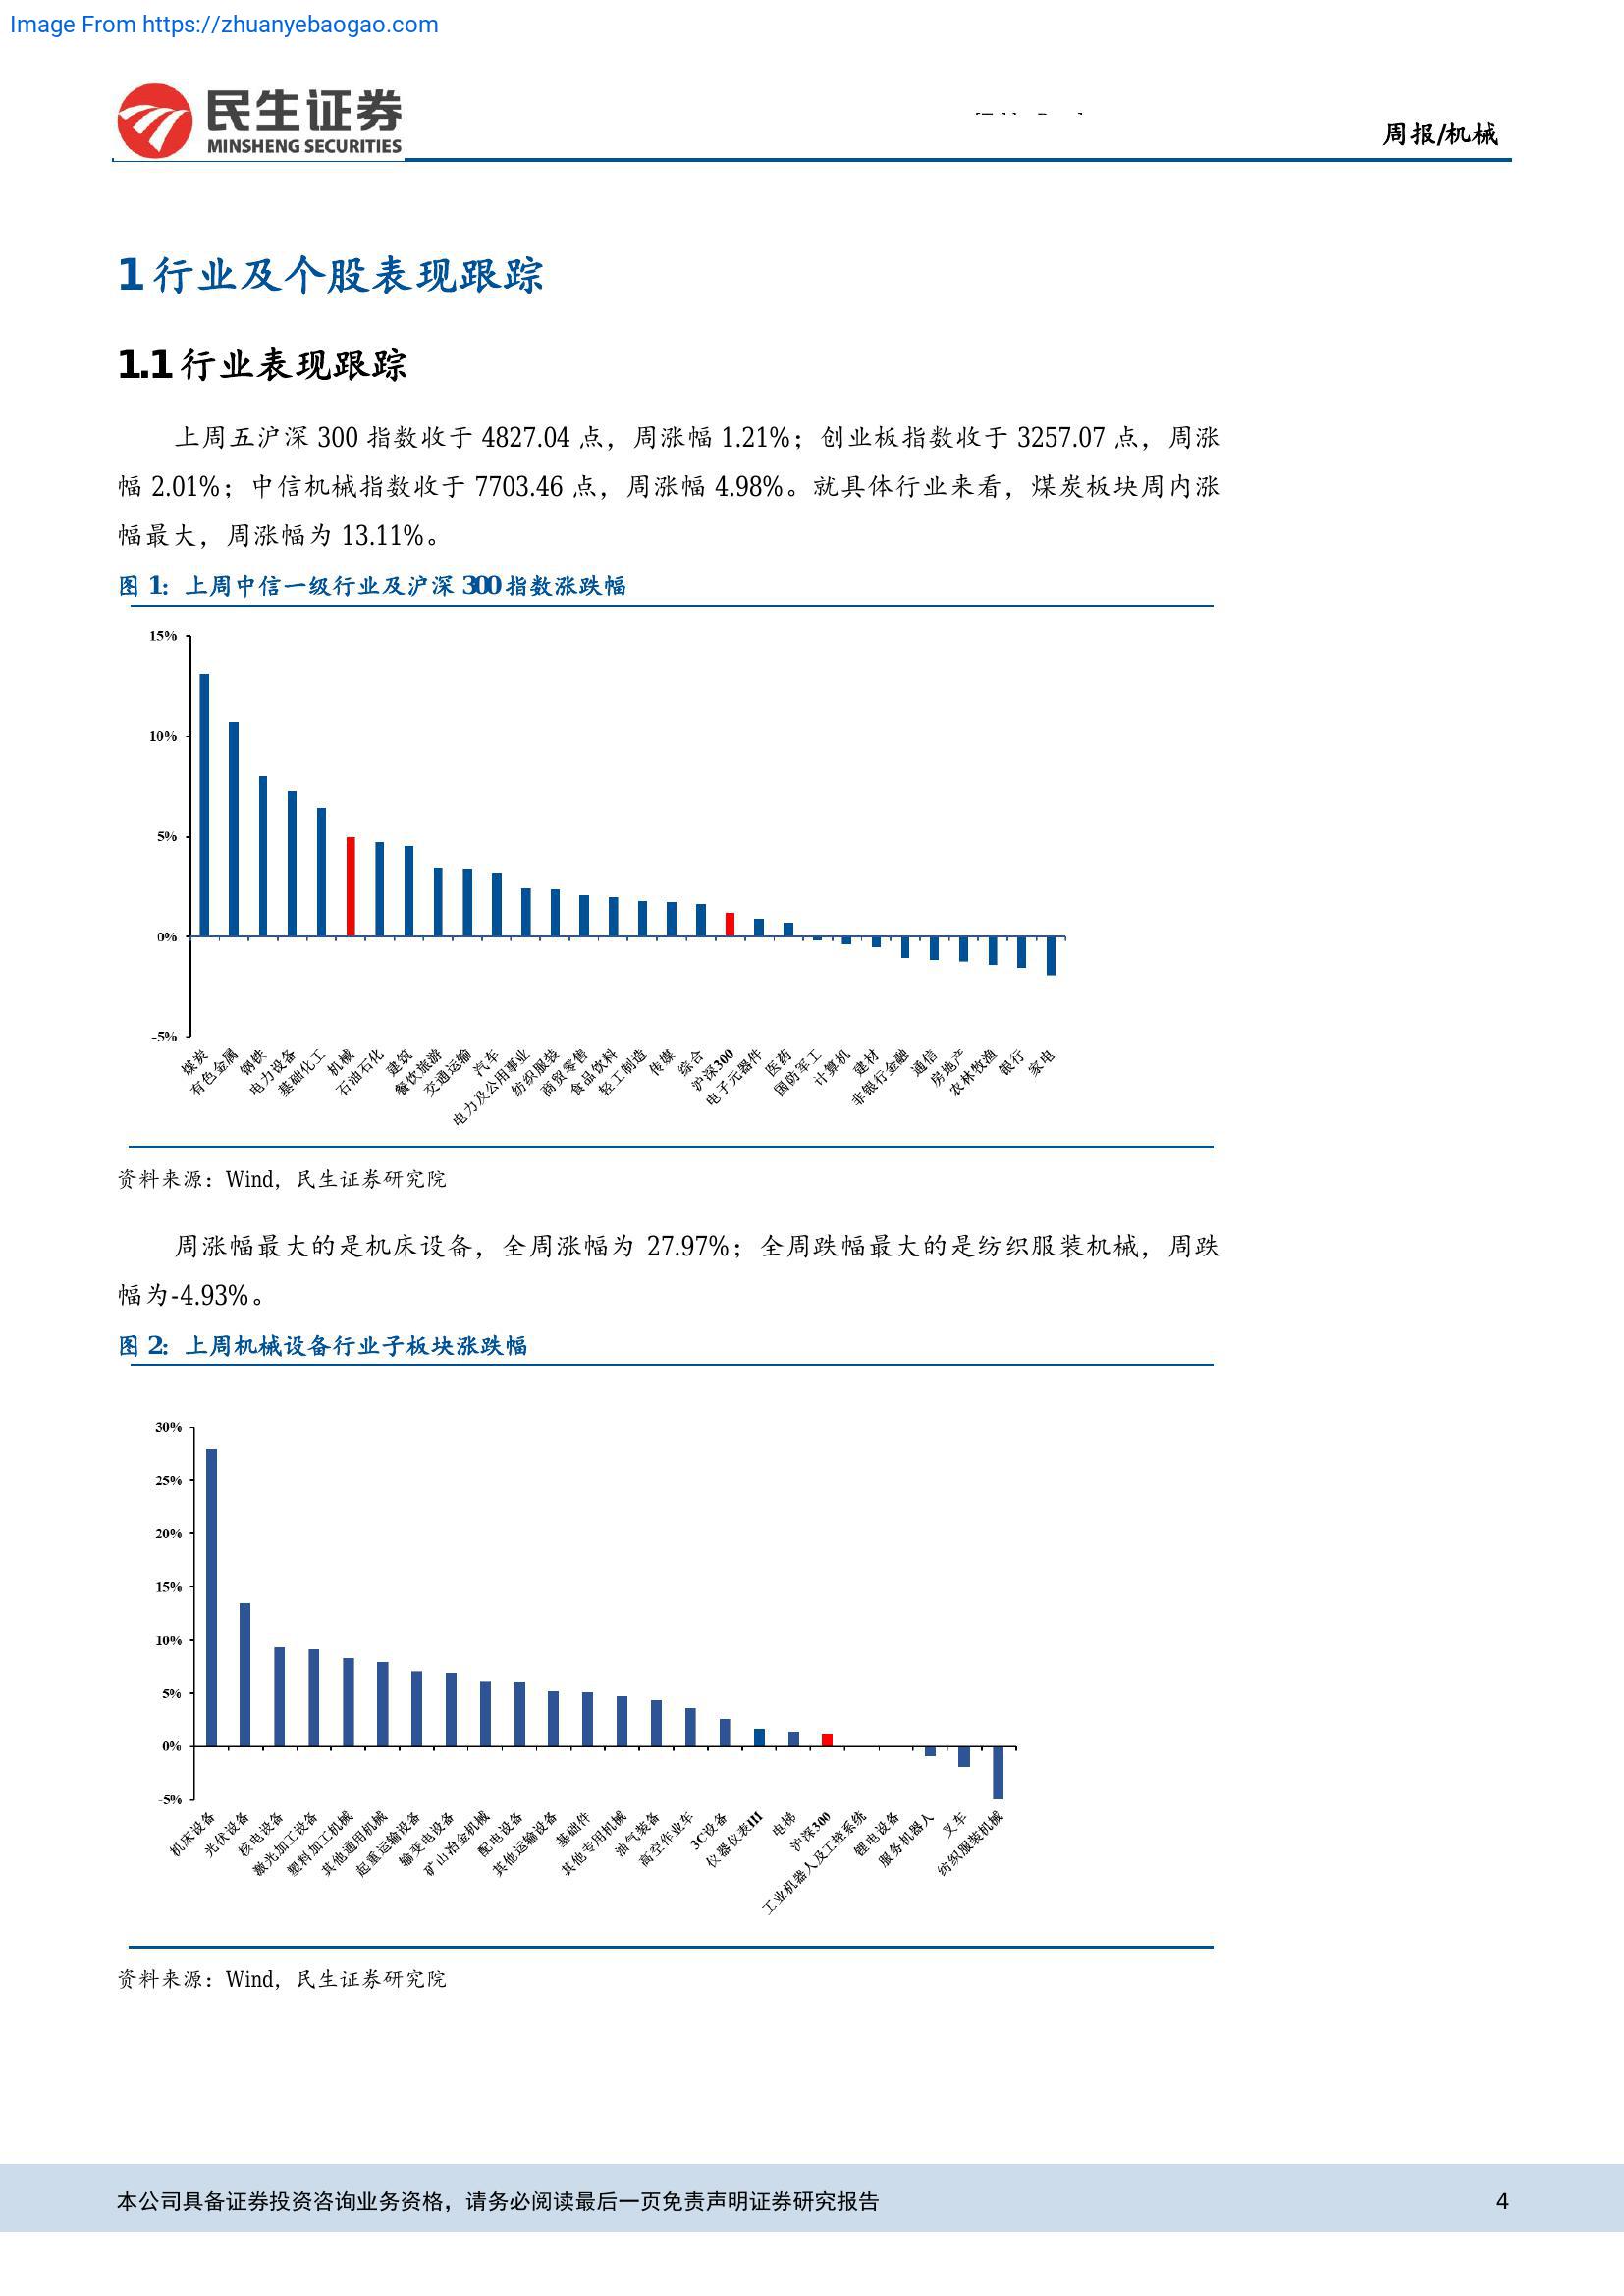 Image From https://zhuanyebaogao.com
民生证券
MINSHENG SECURITIES
周报/机械
1 行业及个股表现跟踪
1.1 行业表现跟踪
上周五沪深 300 指数收于 4827.04 点，周涨幅 1.21%；创业板指数收于 3257.07 点，周涨
幅 2.01%；中信机械指数收于 7703.46 点，周涨幅 4.98%。就具体行业来看，煤炭板块周内涨
幅最大，周涨幅为 13.11%。
图 1：上周中信一级行业及沪深 300 指数涨跌幅
15%
10%
5%
0%
-5%
煤炭
有色金属
钢铁
电力设备
基础化工
机械
石油石化
建筑
餐饮旅游
交通运输
汽车
电力及公用事业
纺织服装
商贸零售
食品饮料
轻工制造
传媒
综合
沪深300
电子元器件
医药
国防军工
计算机
建材
非银行金融
通信
房地产
农林牧渔
银行
家电
资料来源：Wind，民生证券研究院
周涨幅最大的是机床设备，全周涨幅为 27.97%；全周跌幅最大的是纺织服装机械，周跌
幅为-4.93%。
图 2：上周机械设备行业子板块涨跌幅
30%
25%
20%
15%
10%
5%
0%
-5%
机床设备
光伏设备
核电设备
激光加工设备
塑料加工机械
其他通用机械
起重运输设备
输变电设备
矿山冶金机械
配电设备
其他运输设备
基础件
其他专用机械
油气装备
高空作业车
3C设备
仪器仪表III
电梯
沪深300
工业机器人及工控系统
锂电设备
服务机器人
叉车
纺织服装机械
资料来源：Wind，民生证券研究院
本公司具备证券投资咨询业务资格，请务必阅读最后一页免责声明证券研究报告
4